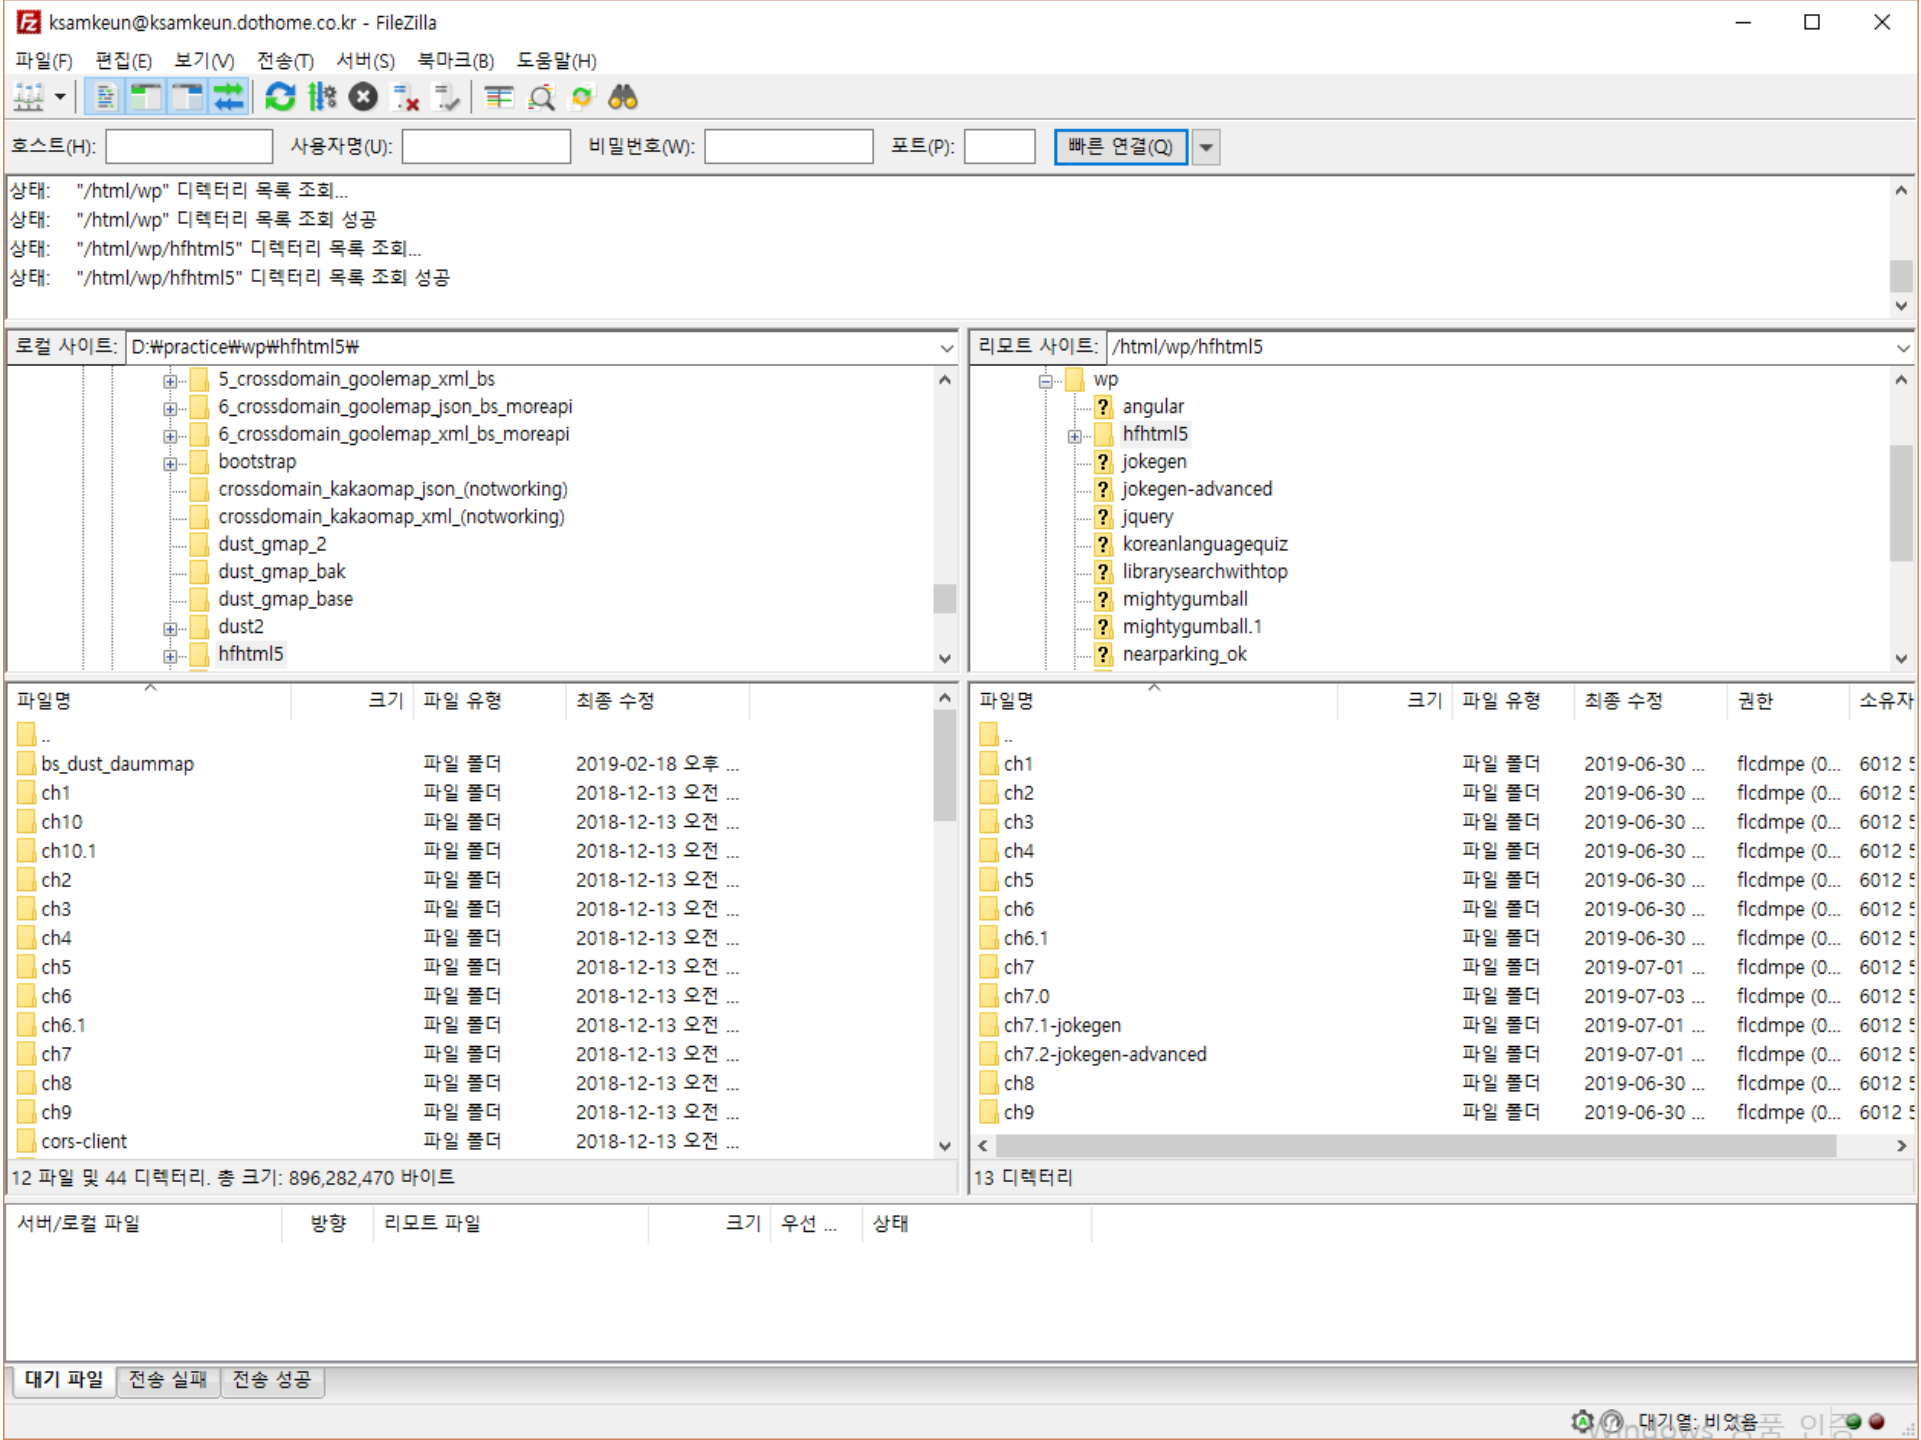 ksamkeun@ksamkeun.dothome.co.kr - FileZilla
파일(F) 편집(E) 보기(V) 전송(T) 서버(S) 북마크(B) 도움말(H)
호스트(H): 사용자명(U): 비밀번호(W): 포트(P): 빠른 연결(Q)
상태: "/html/wp" 디렉터리 목록 조회...
상태: "/html/wp" 디렉터리 목록 조회 성공
상태: "/html/wp/hfhtml5" 디렉터리 목록 조회...
상태: "/html/wp/hfhtml5" 디렉터리 목록 조회 성공
로컬 사이트: D:₩practice₩wp₩hfhtml5₩
5_crossdomain_goolemap_xml_bs
6_crossdomain_goolemap_json_bs_moreapi
6_crossdomain_goolemap_xml_bs_moreapi
bootstrap
crossdomain_kakaomap_json_(notworking)
crossdomain_kakaomap_xml_(notworking)
dust_gmap_2
dust_gmap_bak
dust_gmap_base
dust2
hfhtml5
리모트 사이트: /html/wp/hfhtml5
wp
angular
hfhtml5
jokegen
jokegen-advanced
jquery
koreanlanguagequiz
librarysearchwithtop
mightygumball
mightygumball.1
nearparking_ok
파일명 크기 파일 유형 최종 수정
..
bs_dust_daummap 파일 폴더 2019-02-18 오후 ...
ch1 파일 폴더 2018-12-13 오전 ...
ch10 파일 폴더 2018-12-13 오전 ...
ch10.1 파일 폴더 2018-12-13 오전 ...
ch2 파일 폴더 2018-12-13 오전 ...
ch3 파일 폴더 2018-12-13 오전 ...
ch4 파일 폴더 2018-12-13 오전 ...
ch5 파일 폴더 2018-12-13 오전 ...
ch6 파일 폴더 2018-12-13 오전 ...
ch6.1 파일 폴더 2018-12-13 오전 ...
ch7 파일 폴더 2018-12-13 오전 ...
ch8 파일 폴더 2018-12-13 오전 ...
ch9 파일 폴더 2018-12-13 오전 ...
cors-client 파일 폴더 2018-12-13 오전 ...
12 파일 및 44 디렉터리. 총 크기: 896,282,470 바이트
파일명 크기 파일 유형 최종 수정 권한 소유자
..
ch1 파일 폴더 2019-06-30 ... flcdmpe (0... 6012 5
ch2 파일 폴더 2019-06-30 ... flcdmpe (0... 6012 5
ch3 파일 폴더 2019-06-30 ... flcdmpe (0... 6012 5
ch4 파일 폴더 2019-06-30 ... flcdmpe (0... 6012 5
ch5 파일 폴더 2019-06-30 ... flcdmpe (0... 6012 5
ch6 파일 폴더 2019-06-30 ... flcdmpe (0... 6012 5
ch6.1 파일 폴더 2019-06-30 ... flcdmpe (0... 6012 5
ch7 파일 폴더 2019-07-01 ... flcdmpe (0... 6012 5
ch7.0 파일 폴더 2019-07-03 ... flcdmpe (0... 6012 5
ch7.1-jokegen 파일 폴더 2019-07-01 ... flcdmpe (0... 6012 5
ch7.2-jokegen-advanced 파일 폴더 2019-07-01 ... flcdmpe (0... 6012 5
ch8 파일 폴더 2019-06-30 ... flcdmpe (0... 6012 5
ch9 파일 폴더 2019-06-30 ... flcdmpe (0... 6012 5
13 디렉터리
서버/로컬 파일 방향 리모트 파일 크기 우선 ... 상태
대기 파일 전송 실패 전송 성공
대기열: 비었음
Windows 정품 인증